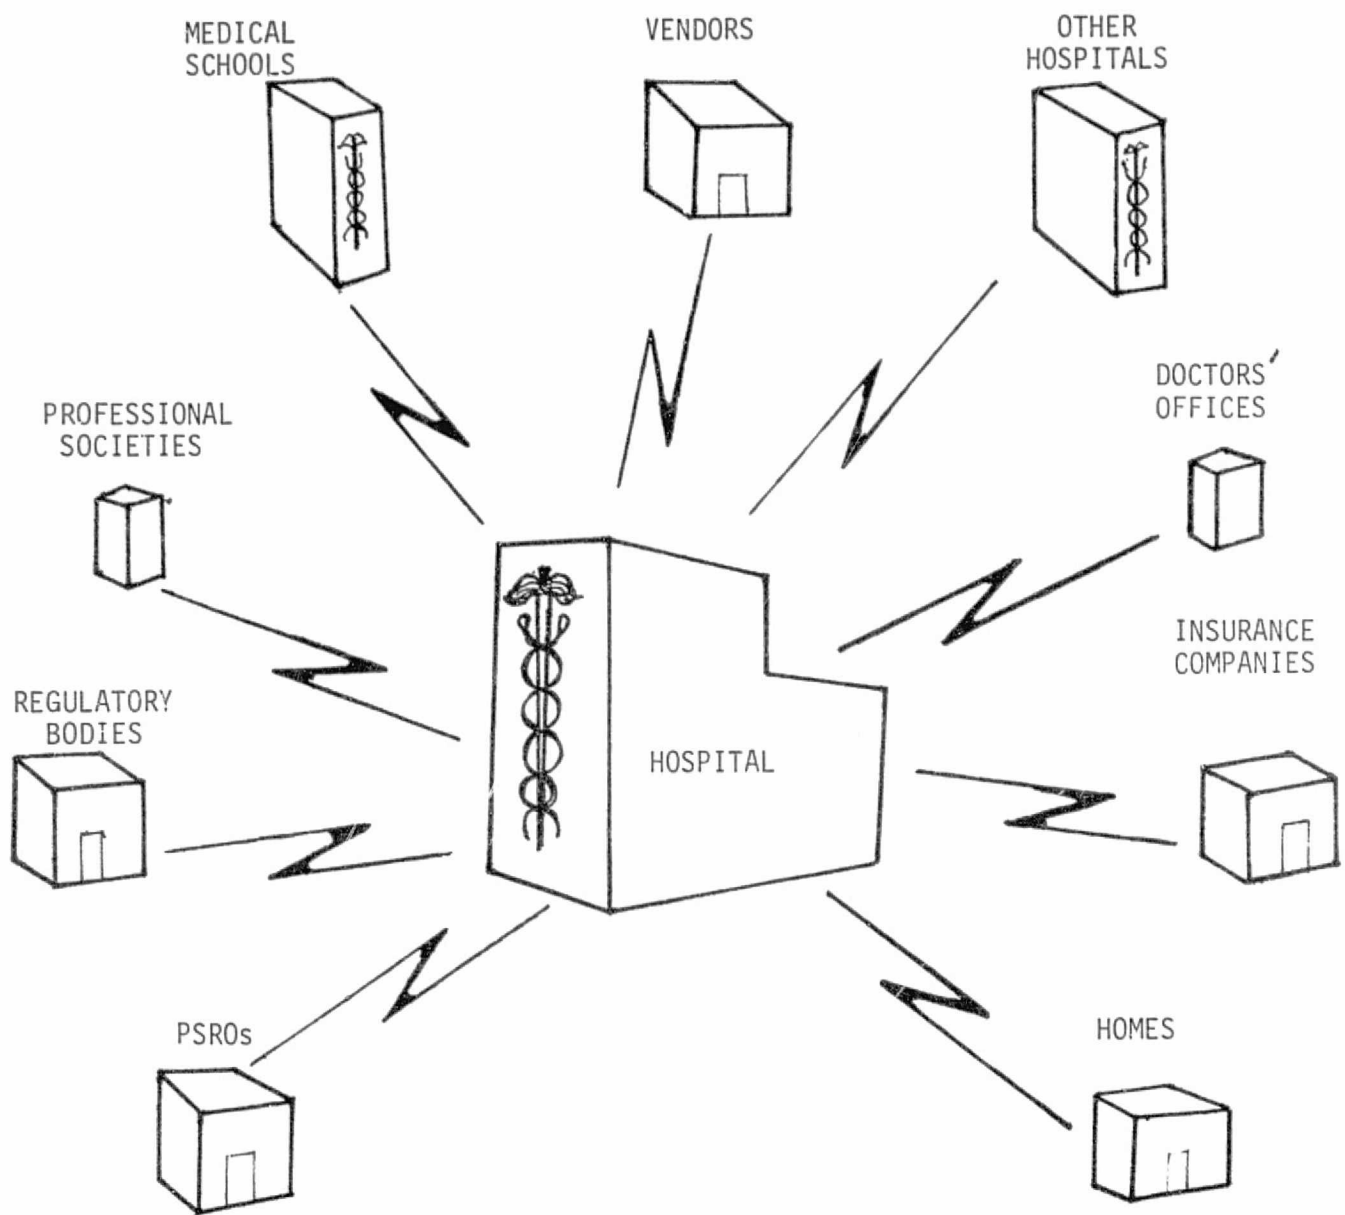 MEDICAL
SCHOOLS
VENDORS
OTHER
HOSPITALS
PROFESSIONAL
SOCIETIES
DOCTORS'
OFFICES
REGULATORY
BODIES
INSURANCE
COMPANIES
HOSPITAL
PSROs
HOMES